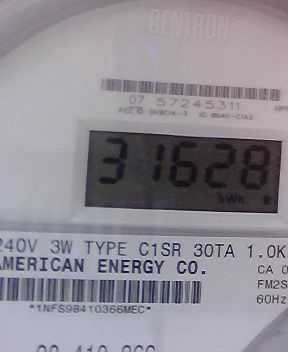 CENTRON®
07 57245311
31628
kWh
240V 3W TYPE C1SR 30TA 1.0K
AMERICAN ENERGY CO.
CA 0
FM2S
60Hz
*1NFS98410366MEC*